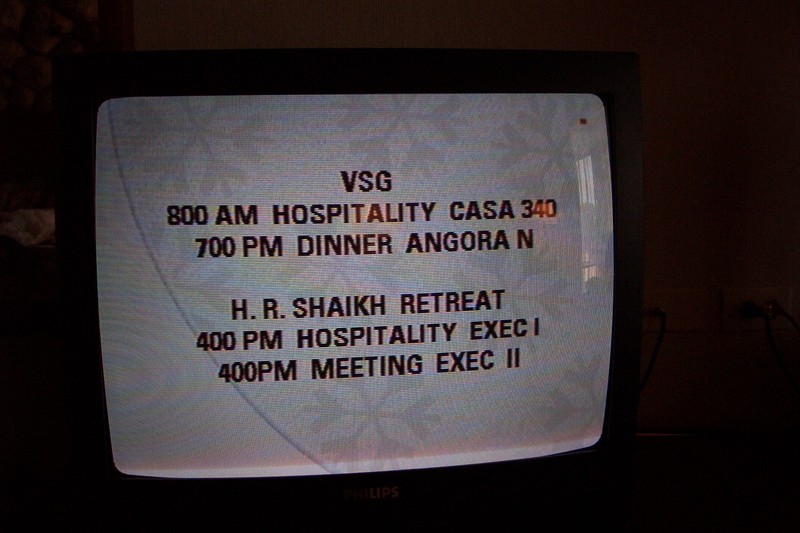 VSG
800 AM HOSPITALITY CASA 340
700 PM DINNER ANGORA N
H. R. SHAIKH RETREAT
400 PM HOSPITALITY EXEC I
400PM MEETING EXEC II
PHILIPS